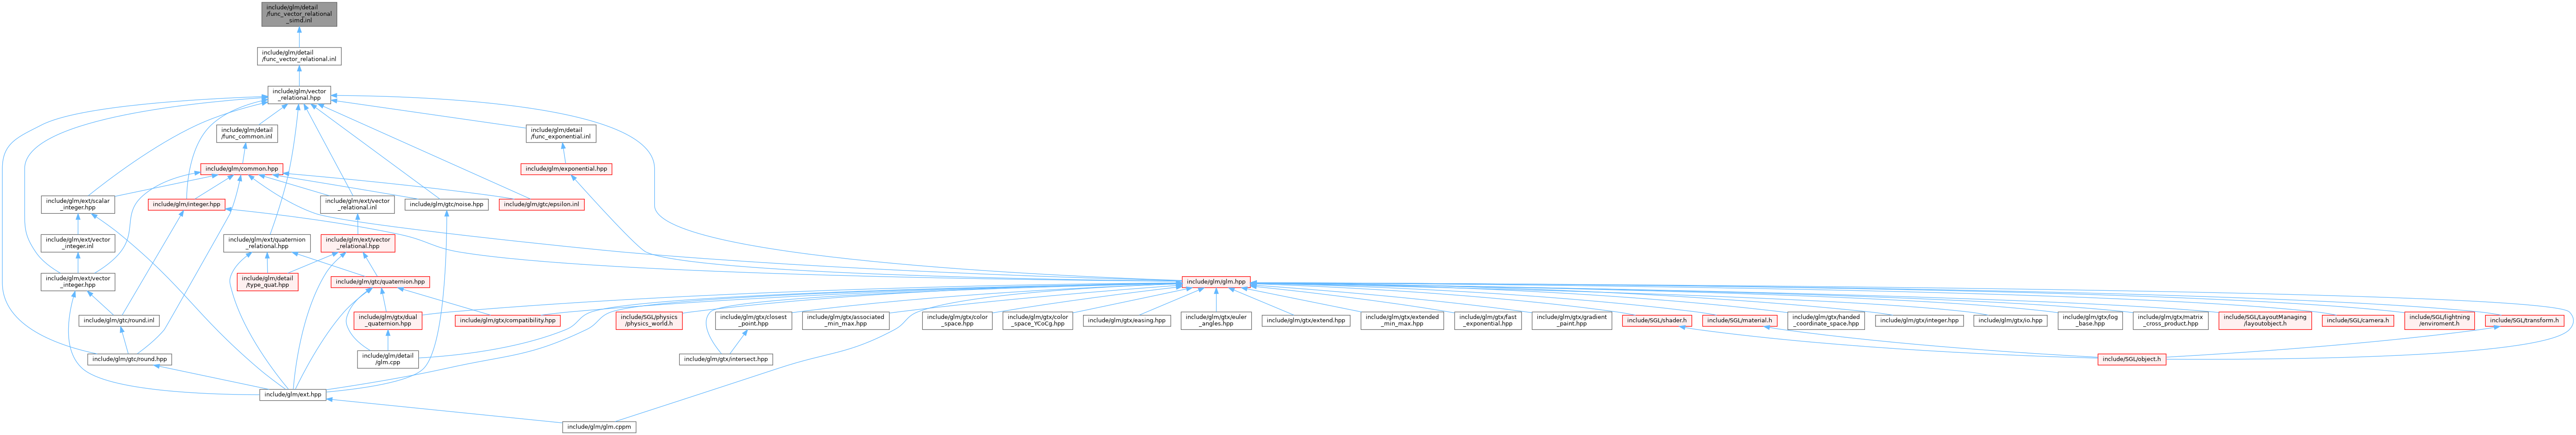 include/glm/detail
/func_vector_relational
_simd.inl
include/glm/detail
/func_vector_relational.inl
include/glm/vector
_relational.hpp
include/glm/detail
/func_common.inl
include/glm/detail
/func_exponential.inl
include/glm/common.hpp
include/glm/exponential.hpp
include/glm/ext/scalar
_integer.hpp
include/glm/integer.hpp
include/glm/ext/vector
_relational.inl
include/glm/gtc/noise.hpp
include/glm/gtc/epsilon.inl
include/glm/ext/vector
_integer.inl
include/glm/ext/quaternion
_relational.hpp
include/glm/ext/vector
_relational.hpp
include/glm/ext/vector
_integer.hpp
include/glm/detail
/type_quat.hpp
include/glm/gtc/quaternion.hpp
include/glm/glm.hpp
include/glm/gtc/round.inl
include/glm/gtx/dual
_quaternion.hpp
include/glm/gtx/compatibility.hpp
include/SGL/physics
/physics_world.h
include/glm/gtx/closest
_point.hpp
include/glm/gtx/associated
_min_max.hpp
include/glm/gtx/color
_space.hpp
include/glm/gtx/color
_space_YCoCg.hpp
include/glm/gtx/easing.hpp
include/glm/gtx/euler
_angles.hpp
include/glm/gtx/extend.hpp
include/glm/gtx/extended
_min_max.hpp
include/glm/gtx/fast
_exponential.hpp
include/glm/gtx/gradient
_paint.hpp
include/SGL/shader.h
include/SGL/material.h
include/glm/gtx/handed
_coordinate_space.hpp
include/glm/gtx/integer.hpp
include/glm/gtx/io.hpp
include/glm/gtx/log
_base.hpp
include/glm/gtx/matrix
_cross_product.hpp
include/SGL/LayoutManaging
/layoutobject.h
include/SGL/camera.h
include/SGL/lightning
/enviroment.h
include/SGL/transform.h
include/glm/gtc/round.hpp
include/glm/detail
/glm.cpp
include/glm/gtx/intersect.hpp
include/SGL/object.h
include/glm/ext.hpp
include/glm/glm.cppm